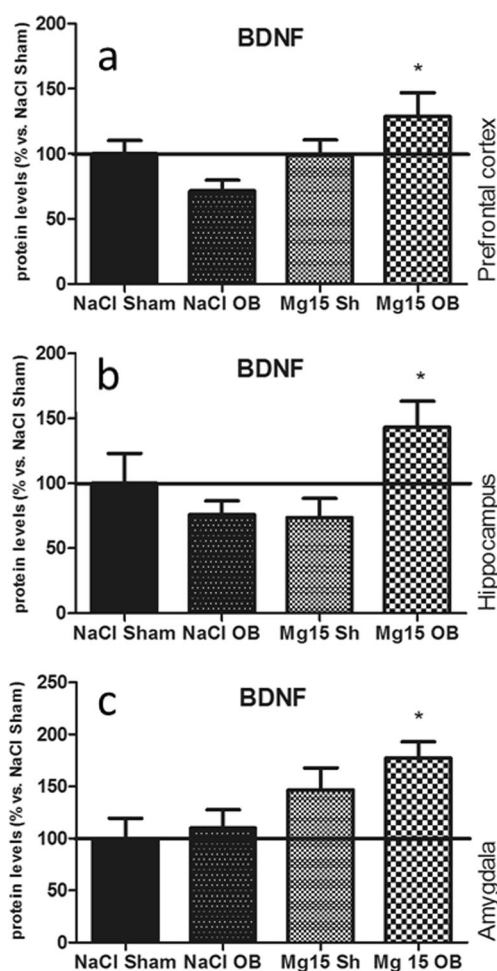 a
BDNF
protein levels (% vs. NaCl Sham)
200
150
100
50
0
*
NaCl Sham NaCl OB Mg15 Sh Mg15 OB
Prefrontal cortex
b
BDNF
protein levels (% vs. NaCl Sham)
200
150
100
50
0
*
NaCl Sham NaCl OB Mg15 Sh Mg15 OB
Hippocampus
c
BDNF
protein levels (% vs. NaCl Sham)
250
200
150
100
50
0
*
NaCl Sham NaCl OB Mg15 Sh Mg 15 OB
Amygdala